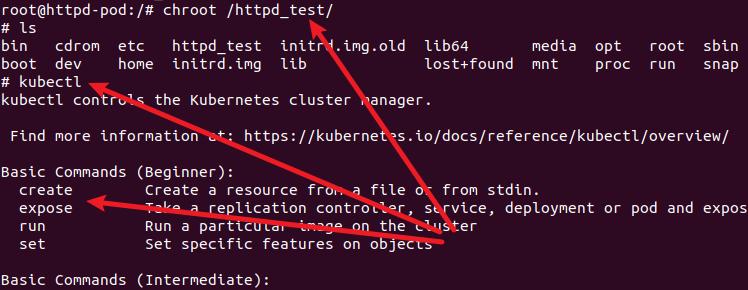 root@httpd-pod:/# chroot /httpd_test/
# ls
bin cdrom etc httpd_test initrd.img.old lib64 media opt root sbin
boot dev home initrd.img lib lost+found mnt proc run snap
# kubectl
kubectl controls the Kubernetes cluster manager.
Find more information at: https://kubernetes.io/docs/reference/kubectl/overview/
Basic Commands (Beginner):
create Create a resource from a file or from stdin.
expose Take a replication controller, service, deployment or pod and expos
run Run a particular image on the cluster
set Set specific features on objects
Basic Commands (Intermediate):